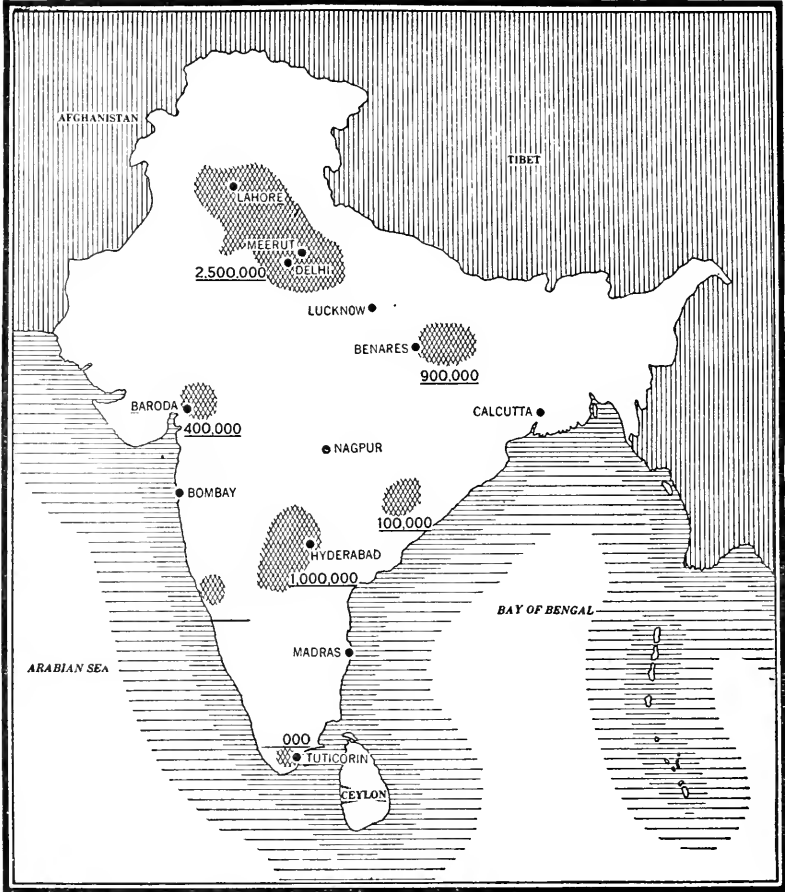 AFGHANISTAN
TIBET
LAHORE
MEERUT
DELHI
2,500,000
LUCKNOW
BENARES
900,000
BARODA
400,000
CALCUTTA
NAGPUR
BOMBAY
100,000
HYDERABAD
1,000,000
BAY OF BENGAL
MADRAS
ARABIAN SEA
000
TUTICORIN
CEYLON